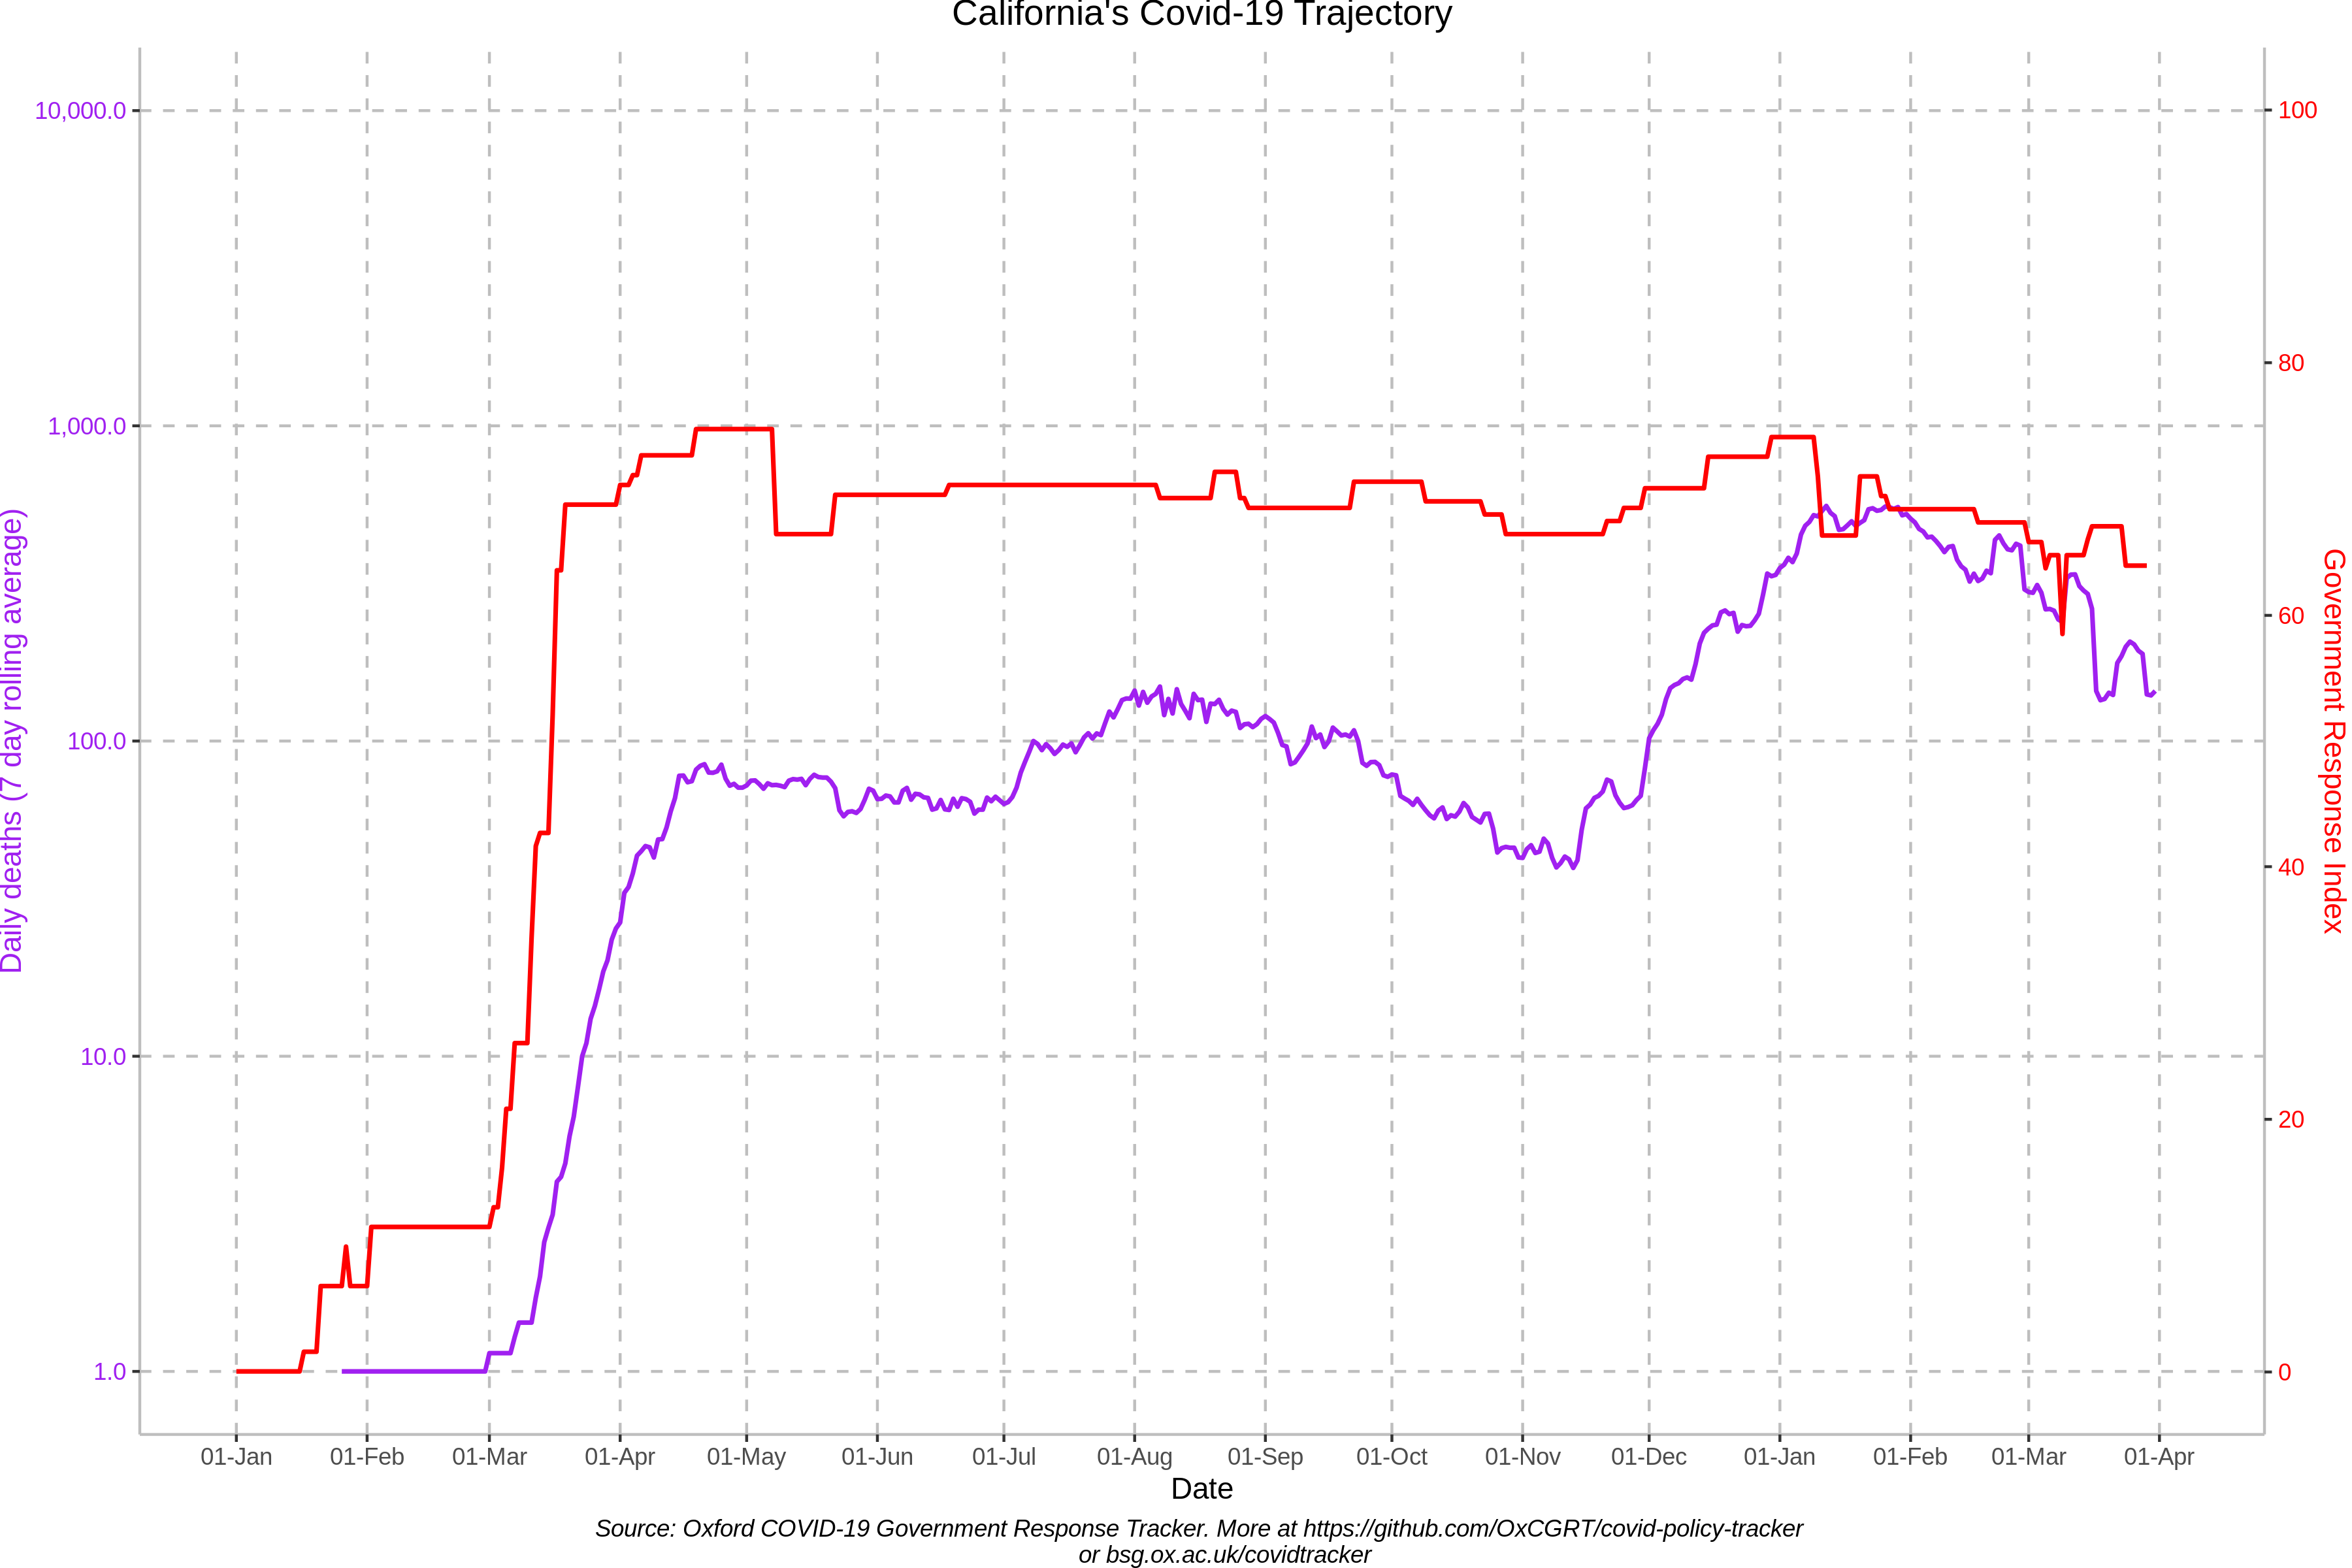 California's Covid-19 Trajectory
10,000.0
1,000.0
100.0
10.0
1.0
Daily deaths (7 day rolling average)
100
80
60
40
20
0
Government Response Index
01-Jan 01-Feb 01-Mar 01-Apr 01-May 01-Jun 01-Jul 01-Aug 01-Sep 01-Oct 01-Nov 01-Dec 01-Jan 01-Feb 01-Mar 01-Apr
Date
Source: Oxford COVID-19 Government Response Tracker. More at https://github.com/OxCGRT/covid-policy-tracker
or bsg.ox.ac.uk/covidtracker